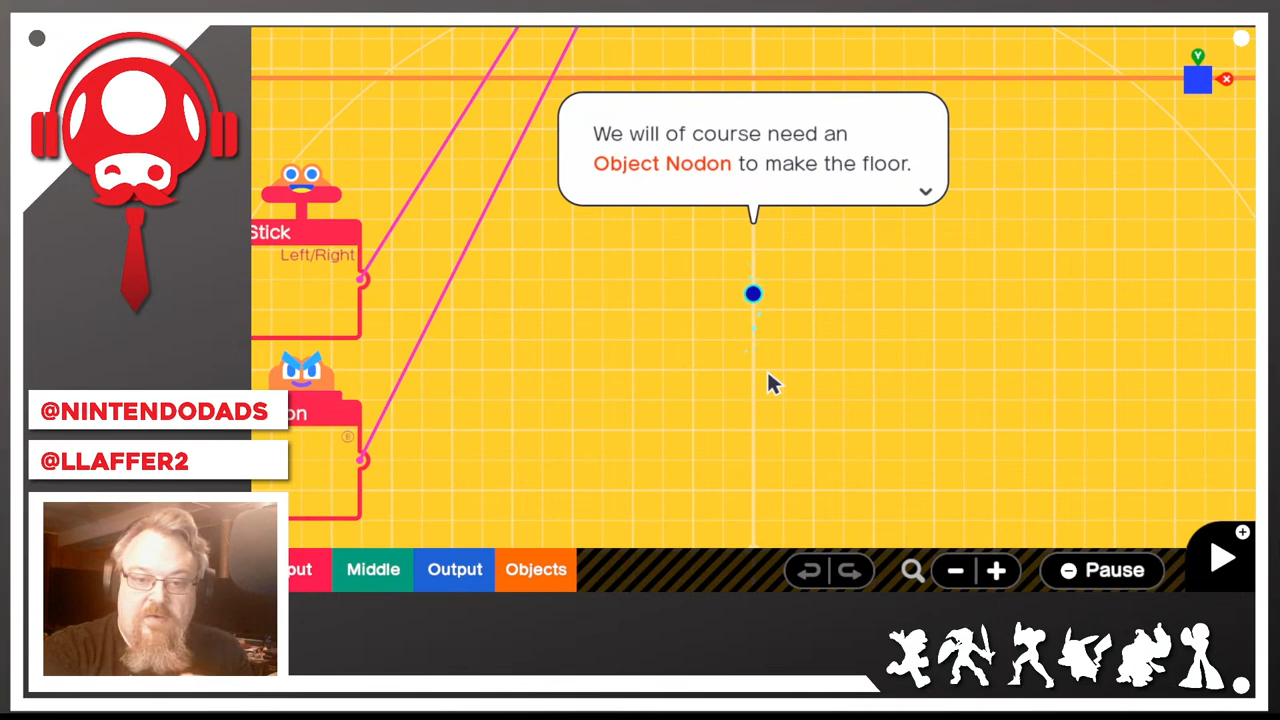 We will of course need an
Object Nodon to make the floor.
Y
X
Stick
Left/Right
on
B
@NINTENDODADS
@LLAFFER2
put
Middle
Output
Objects
Pause